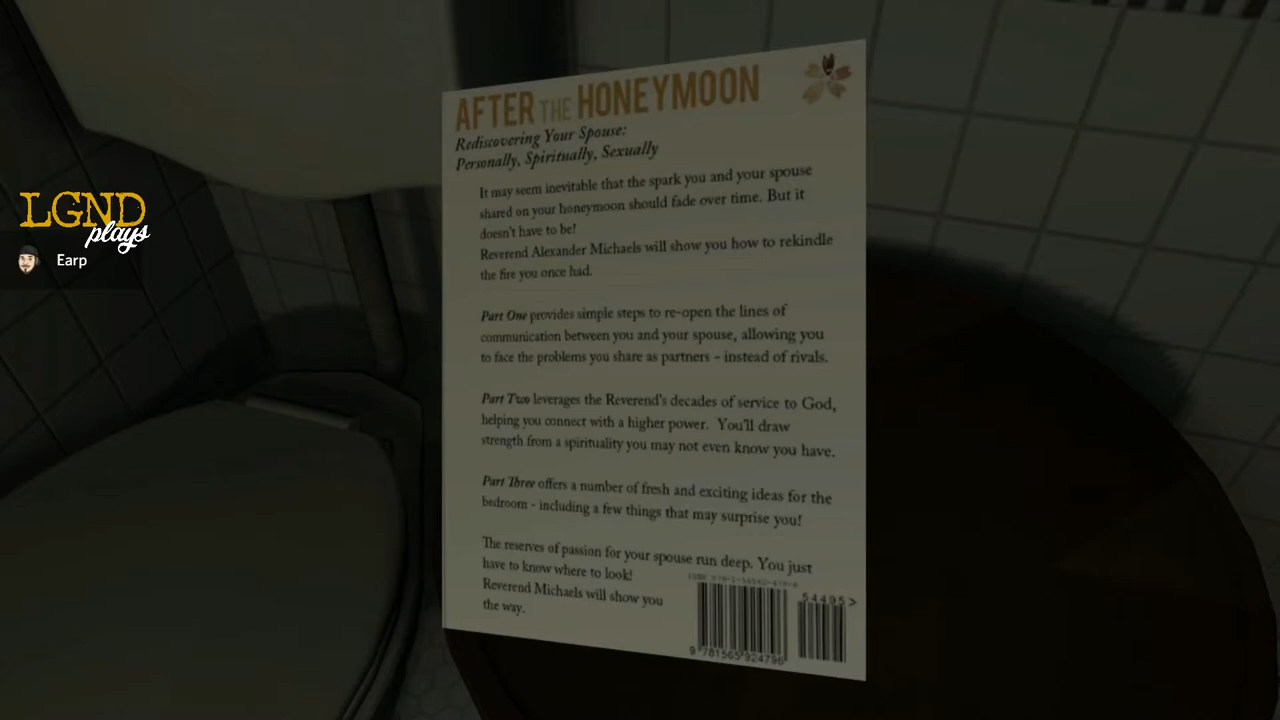 LGND
plays
Earp
AFTER THE HONEYMOON
Rediscovering Your Spouse:
Personally, Spiritually, Sexually
It may seem inevitable that the spark you and your spouse
shared on your honeymoon should fade over time. But it
doesn't have to be!
Reverend Alexander Michaels will show you how to rekindle
the fire you once had.
Part One provides simple steps to re-open the lines of
communication between you and your spouse, allowing you
to face the problems you share as partners - instead of rivals.
Part Two leverages the Reverend's decades of service to God,
helping you connect with a higher power. You'll draw
strength from a spirituality you may not even know you have.
Part Three offers a number of fresh and exciting ideas for the
bedroom - including a few things that may surprise you!
The reserves of passion for your spouse run deep. You just
have to know where to look!
Reverend Michaels will show you
the way.
ISBN
54495>
9 781565 924796